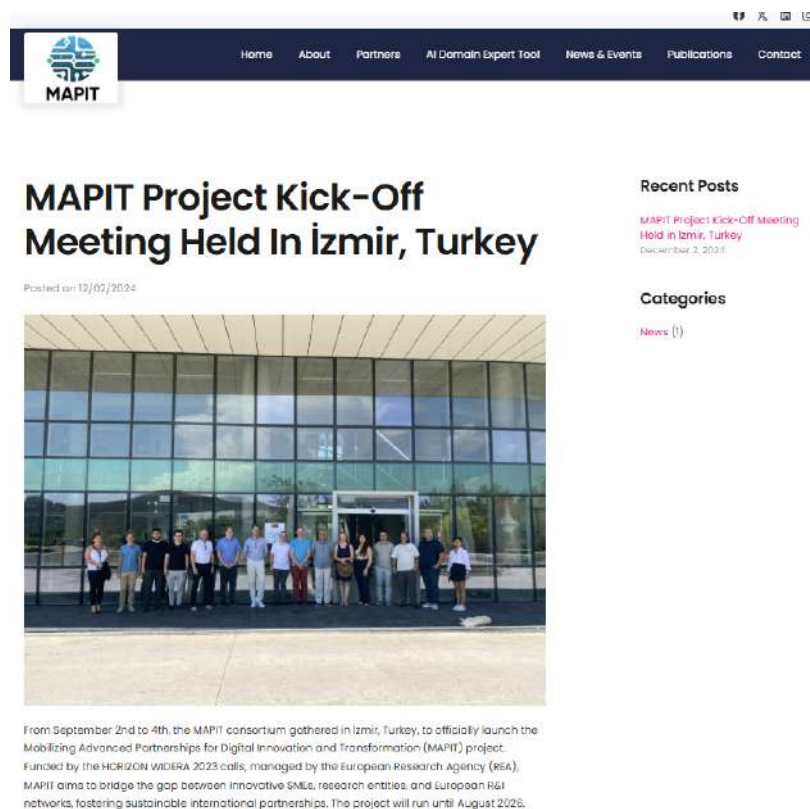 Home About Partners AI Domain Expert Tool News & Events Publications Contact
MAPIT
MAPIT Project Kick-Off
Meeting Held In İzmir, Turkey
Posted on 12/02/2024
From September 2nd to 4th, the MAPIT consortium gathered in Izmir, Turkey, to officially launch the
Mobilizing Advanced Partnerships for Digital Innovation and Transformation (MAPIT) project.
Funded by the HORIZON WIDERA 2023 calls, managed by the European Research Agency (REA),
MAPIT aims to bridge the gap between innovative SMEs, research entities, and European R&I
networks, fostering sustainable international partnerships. The project will run until August 2026.
Recent Posts
MAPIT Project Kick-Off Meeting
Held in İzmir, Turkey
December 2, 2024
Categories
News (1)